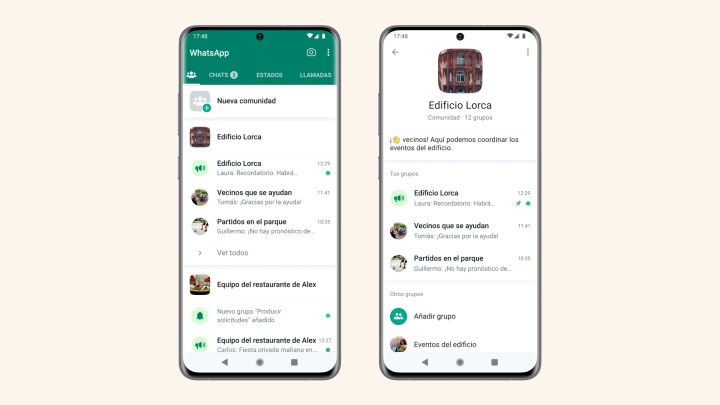 17:48
WhatsApp
CHATS 3 ESTADOS LLAMADAS
Nueva comunidad
Edificio Lorca
Edificio Lorca 12:29
Laura: Recordatorio: Habrá...
Vecinos que se ayudan 11:41
Tomás: ¡Gracias por la ayuda!
Partidos en el parque 10:35
Guillermo: ¡No hay pronóstico de...
Ver todos
Equipo del restaurante de Alex
Nuevo grupo "Producir
solicitudes" añadido
Equipo del restaurante de Alex 12:27
Carlos: Fiesta privada mañana en...
17:48
Edificio Lorca
Comunidad · 12 grupos
¡👋 vecinos! Aquí podemos coordinar los
eventos del edificio.
Tus grupos
Edificio Lorca 12:29
Laura: Recordatorio: Habrá...
Vecinos que se ayudan 11:41
Tomás: ¡Gracias por la ayuda!
Partidos en el parque 10:35
Guillermo: ¡No hay pronóstico de...
Otros grupos
Añadir grupo
Eventos del edificio